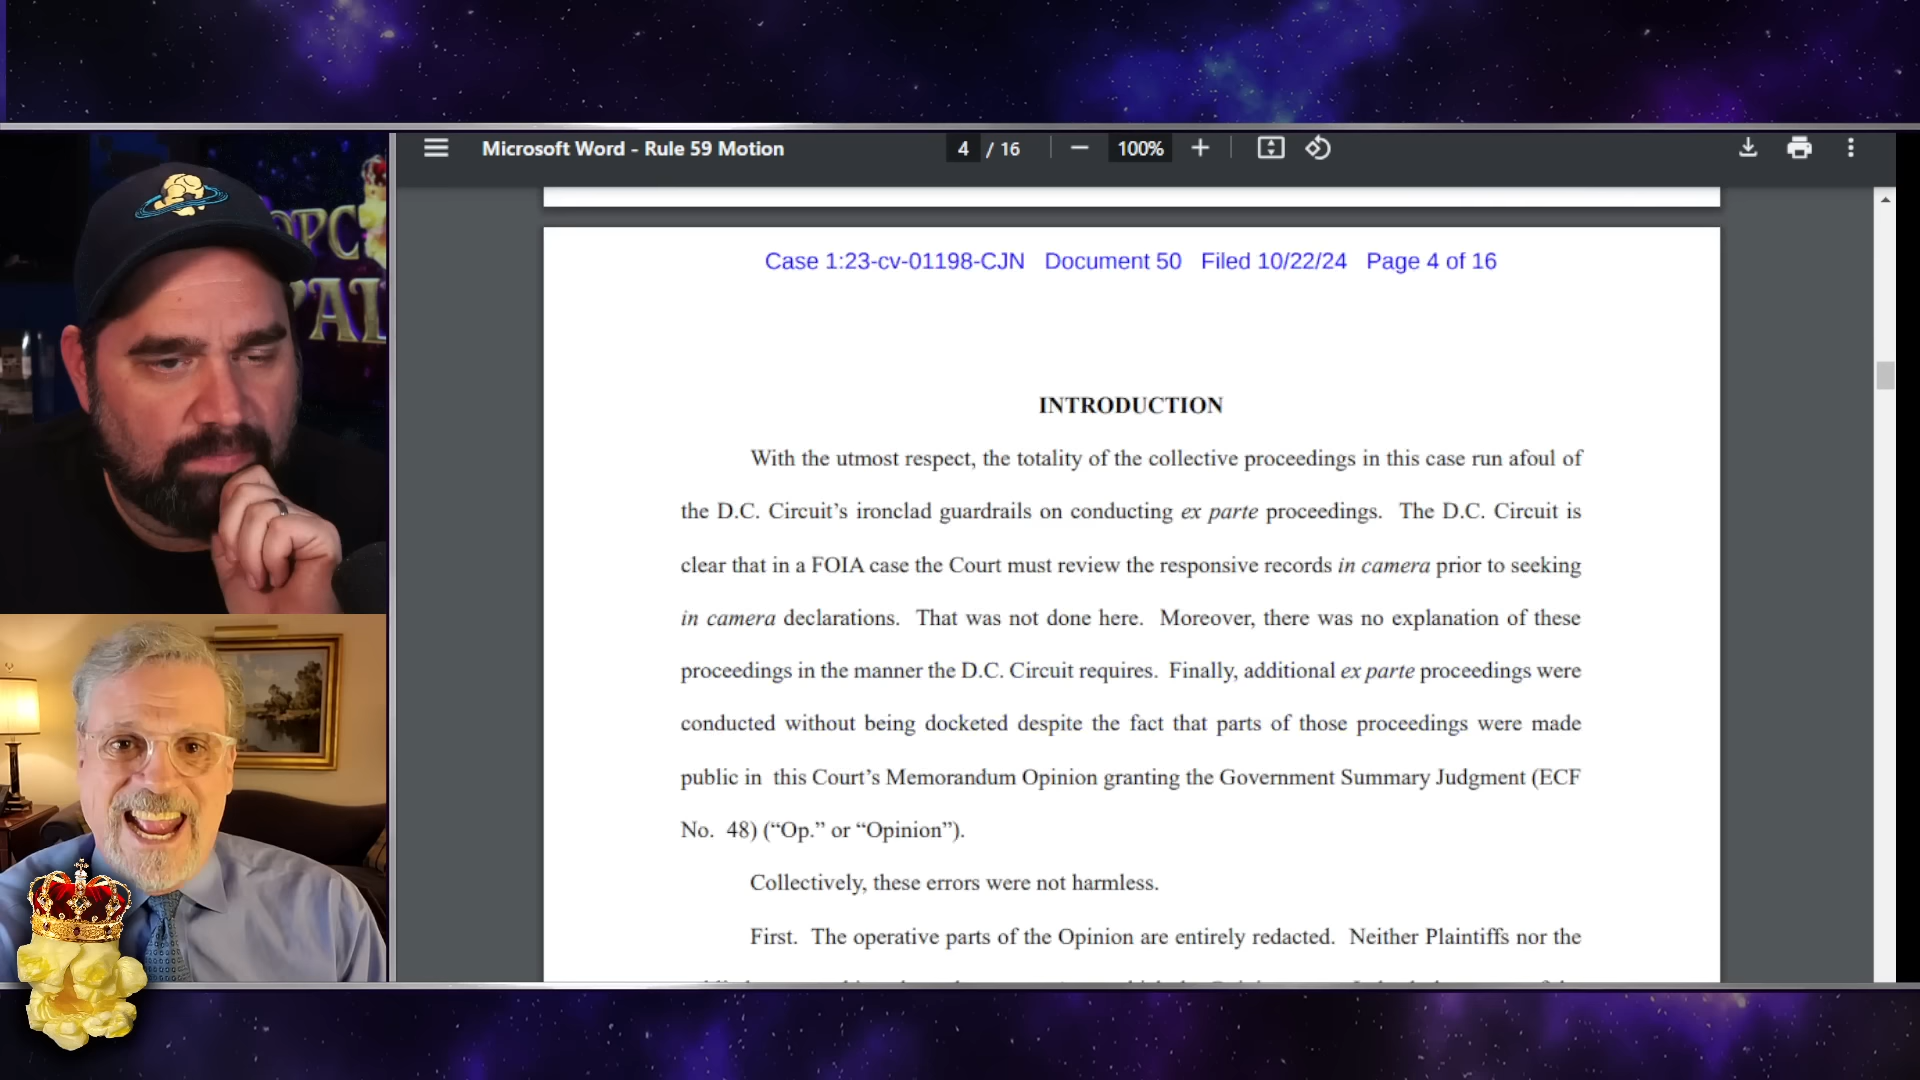 Microsoft Word - Rule 59 Motion
4 / 16
100%
Case 1:23-cv-01198-CJN Document 50 Filed 10/22/24 Page 4 of 16
INTRODUCTION
With the utmost respect, the totality of the collective proceedings in this case run afoul of
the D.C. Circuit’s ironclad guardrails on conducting ex parte proceedings. The D.C. Circuit is
clear that in a FOIA case the Court must review the responsive records in camera prior to seeking
in camera declarations. That was not done here. Moreover, there was no explanation of these
proceedings in the manner the D.C. Circuit requires. Finally, additional ex parte proceedings were
conducted without being docketed despite the fact that parts of those proceedings were made
public in this Court’s Memorandum Opinion granting the Government Summary Judgment (ECF
No. 48) (“Op.” or “Opinion”).
Collectively, these errors were not harmless.
First. The operative parts of the Opinion are entirely redacted. Neither Plaintiffs nor the